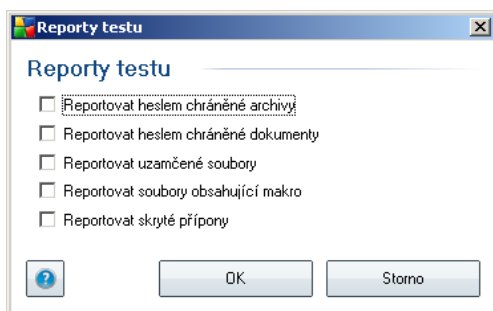 Reporty testu
Reporty testu
Reportovat heslem chráněné archivy
Reportovat heslem chráněné dokumenty
Reportovat uzamčené soubory
Reportovat soubory obsahující makro
Reportovat skryté přípony
OK Storno